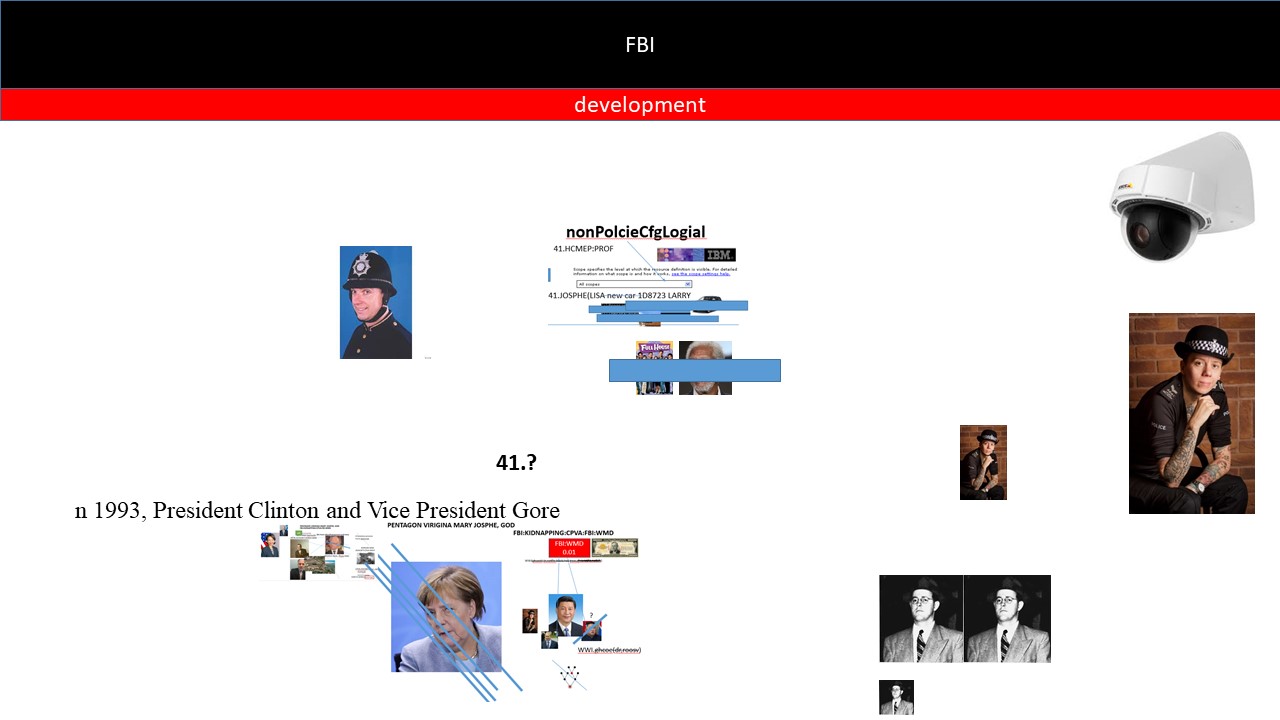 FBI
development
nonPolcieCfgLogial
41.HCMEP:PROF
IBM
Scope specifies the level at which the resource definition is visible. For detailed
information on what scope is and how it works, see the scope settings help.
All scopes
41.JOSPHE(LISA new car 1D8723 LARRY
FULL HOUSE
POLICE
41.?
n 1993, President Clinton and Vice President Gore
PENTAGON VIRIGINA MARY JOSPHE, GOD
FBI:KIDNAPPING:CPVA:FBI:WMD
FBI:WMD
0.01
?
WWI.ghcoe(dr.roosv)
AXIS